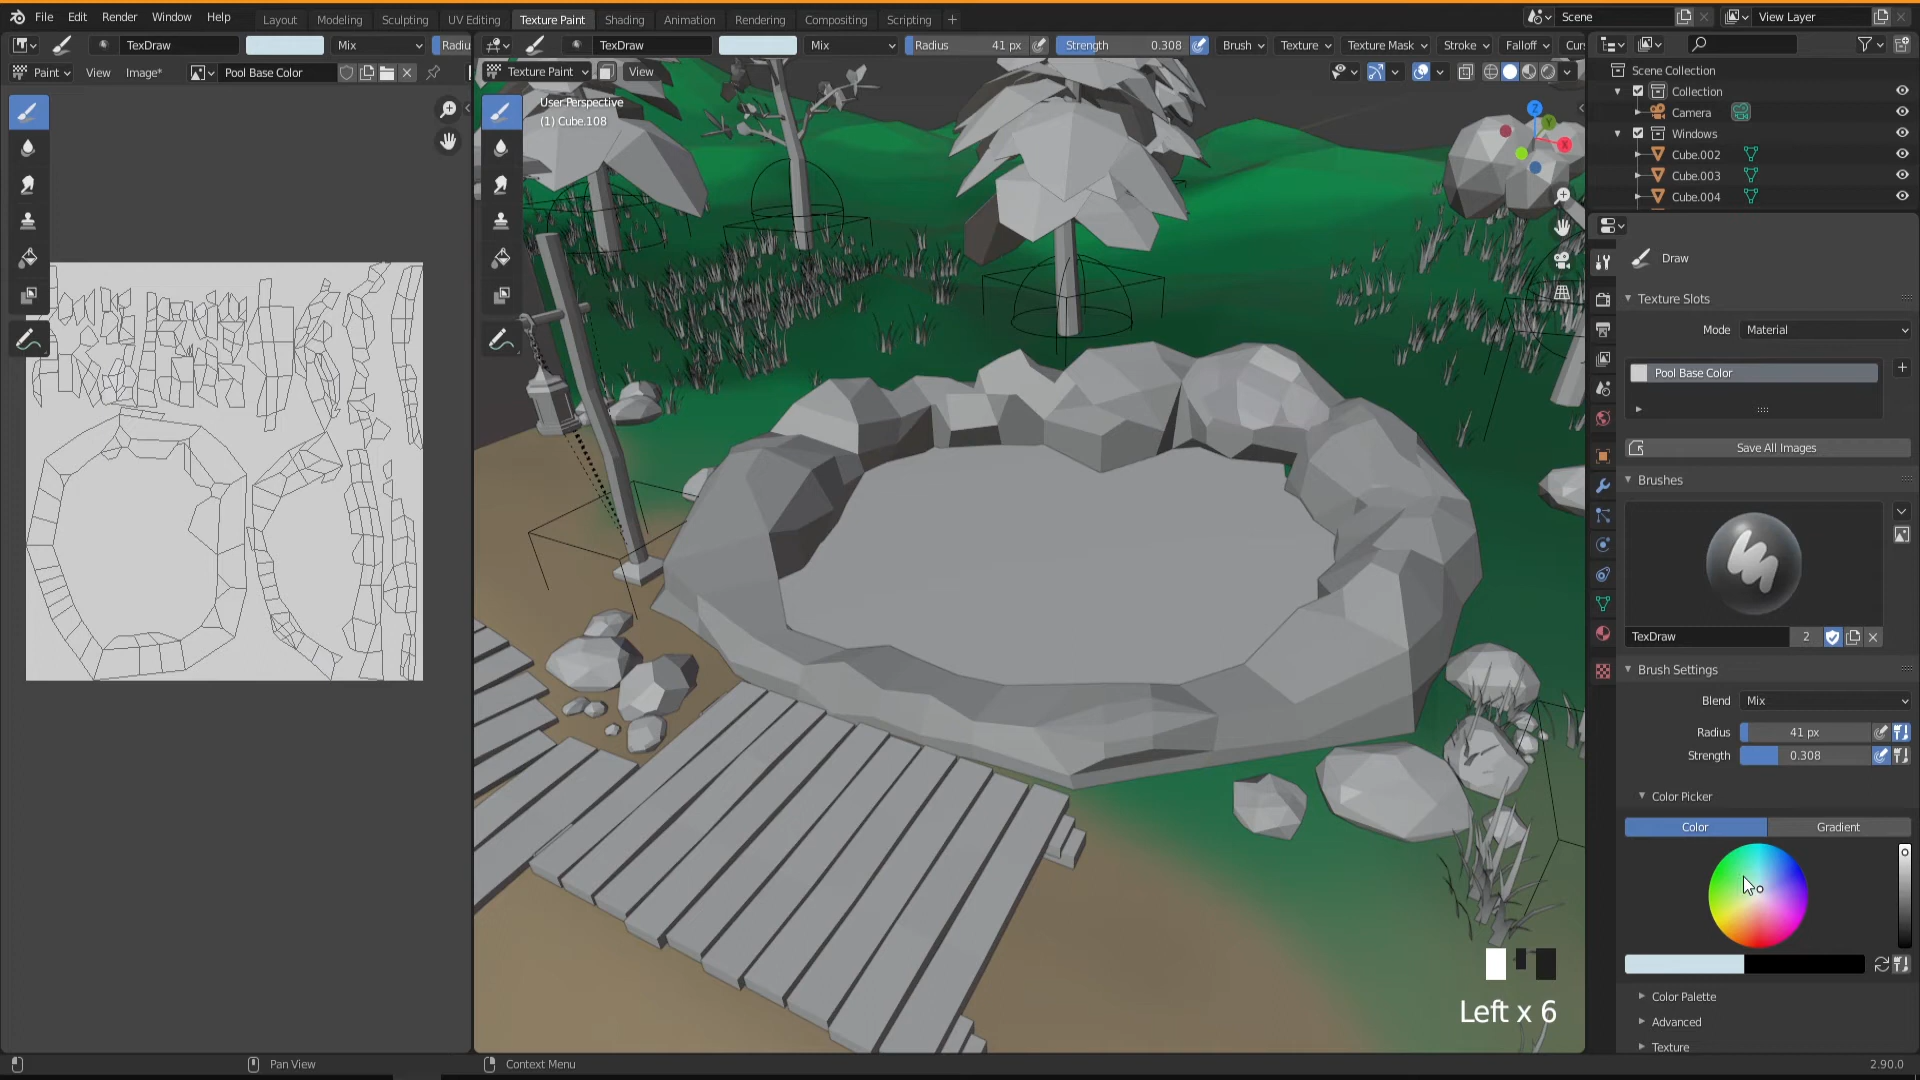 File Edit Render Window Help Layout Modeling Sculpting UV Editing Texture Paint Shading Animation Rendering Compositing Scripting + Scene View Layer
TexDraw Mix Radiu TexDraw Mix Radius 41 px Strength 0.308 Brush Texture Texture Mask Stroke Falloff Cur
Paint View Image* Pool Base Color Texture Paint View
User Perspective
(1) Cube.108
Z
Y
X
Scene Collection
Collection
Camera
Windows
Cube.002
Cube.003
Cube.004
Draw
Texture Slots
Mode Material
Pool Base Color
Save All Images
Brushes
TexDraw 2
Brush Settings
Blend Mix
Radius 41 px
Strength 0.308
Color Picker
Color Gradient
Color Palette
Advanced
Texture
Left x 6
Pan View Context Menu 2.90.0